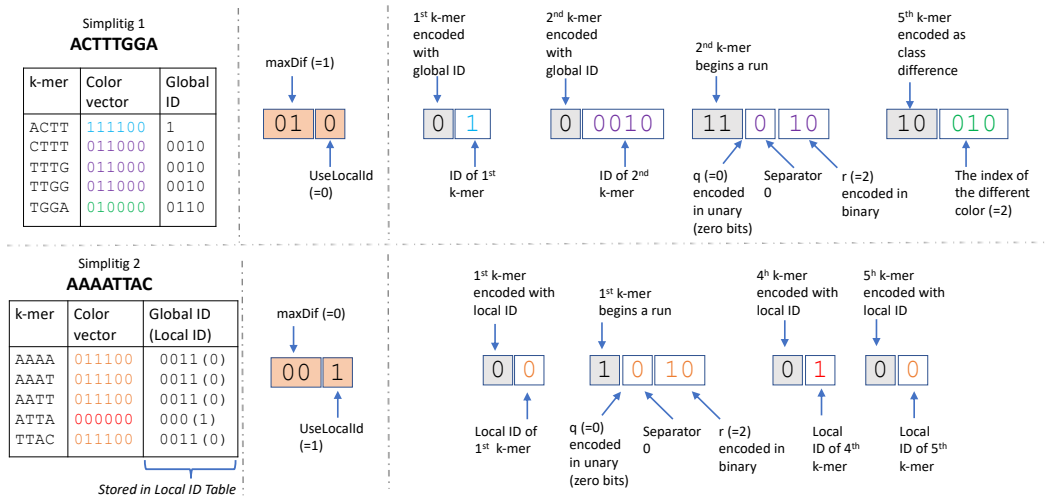 Simplitig 1
ACTTTGGA
k-mer Color vector Global ID
ACTT 111100 1
CTTT 011000 0010
TTTG 011000 0010
TTGG 011000 0010
TGGA 010000 0110
maxDif (=1)
01 0
UseLocalId
(=0)
1st k-mer
encoded
with
global ID
0 1
ID of 1st
k-mer
2nd k-mer
encoded
with
global ID
0 0010
ID of 2nd
k-mer
2nd k-mer
begins a run
11 0 10
q (=0)
encoded
in unary
(zero bits)
Separator
0
r (=2)
encoded in
binary
5th k-mer
encoded as
class
difference
10 010
The index of
the different
color (=2)
Simplitig 2
AAAATTAC
k-mer Color vector Global ID (Local ID)
AAAA 011100 0011(0)
AAAT 011100 0011(0)
AATT 011100 0011(0)
ATTA 000000 000(1)
TTAC 011100 0011(0)
Stored in Local ID Table
maxDif (=0)
00 1
UseLocalId
(=1)
1st k-mer
encoded with
local ID
0 0
Local ID of
1st k-mer
1st k-mer
begins a run
1 0 10
q (=0)
encoded
in unary
(zero bits)
Separator
0
r (=2)
encoded in
binary
4h k-mer
encoded with
local ID
0 1
Local
ID of 4th
k-mer
5h k-mer
encoded with
local ID
0 0
Local
ID of 5th
k-mer